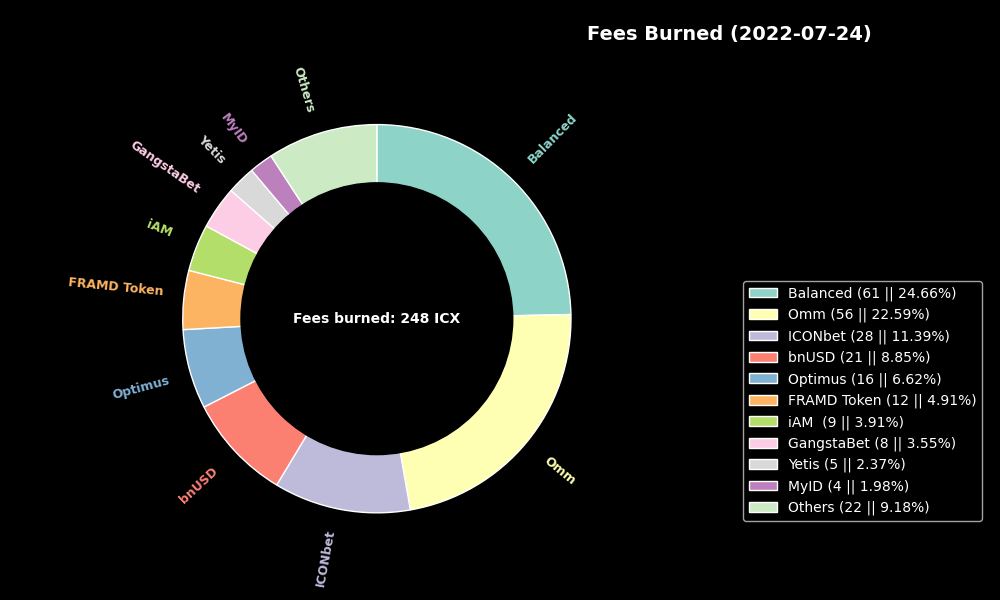 Fees Burned (2022-07-24)
Others
Balanced
MyID
Yetis
GangstaBet
iAM
FRAMD Token
Fees burned: 248 ICX
Optimus
bnUSD
Omm
ICONbet
Balanced (61 || 24.66%)
Omm (56 || 22.59%)
ICONbet (28 || 11.39%)
bnUSD (21 || 8.85%)
Optimus (16 || 6.62%)
FRAMD Token (12 || 4.91%)
iAM  (9 || 3.91%)
GangstaBet (8 || 3.55%)
Yetis (5 || 2.37%)
MyID (4 || 1.98%)
Others (22 || 9.18%)